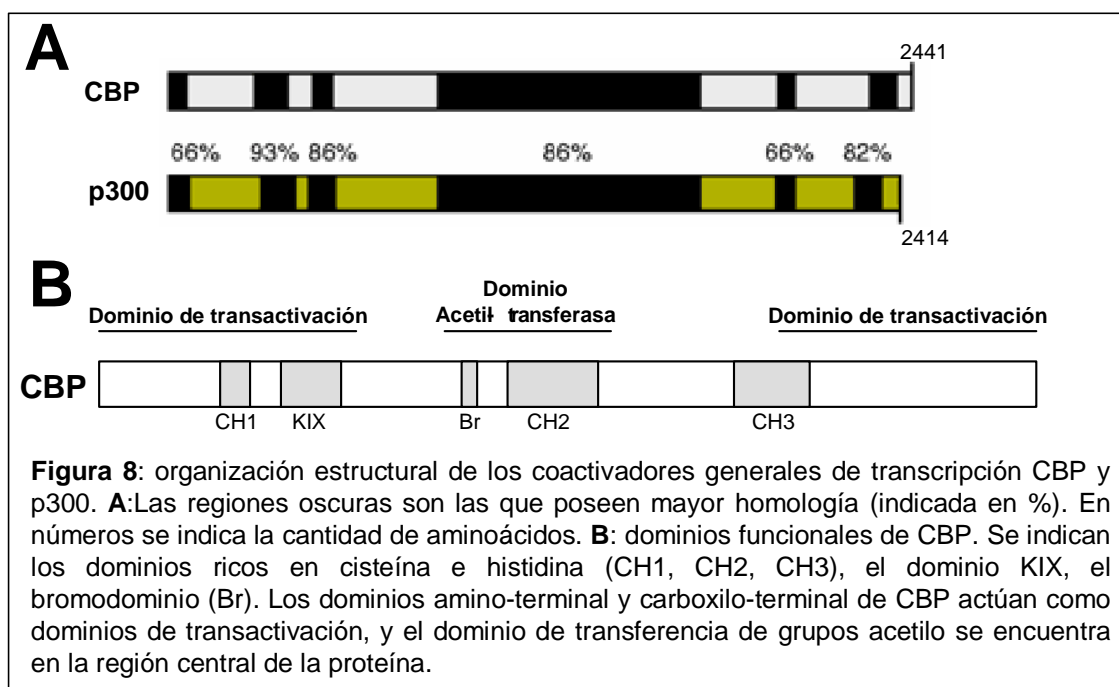 A
2441
CBP
66% 93% 86% 86% 66% 82%
p300
2414
B
Dominio
Dominio de transactivación Acetil- transferasa Dominio de transactivación
CBP
CH1 KIX Br CH2 CH3
Figura 8: organización estructural de los coactivadores generales de transcripción CBP y
p300. A:Las regiones oscuras son las que poseen mayor homología (indicada en %). En
números se indica la cantidad de aminoácidos. B: dominios funcionales de CBP. Se indican
los dominios ricos en cisteína e histidina (CH1, CH2, CH3), el dominio KIX, el
bromodominio (Br). Los dominios amino-terminal y carboxilo-terminal de CBP actúan como
dominios de transactivación, y el dominio de transferencia de grupos acetilo se encuentra
en la región central de la proteína.